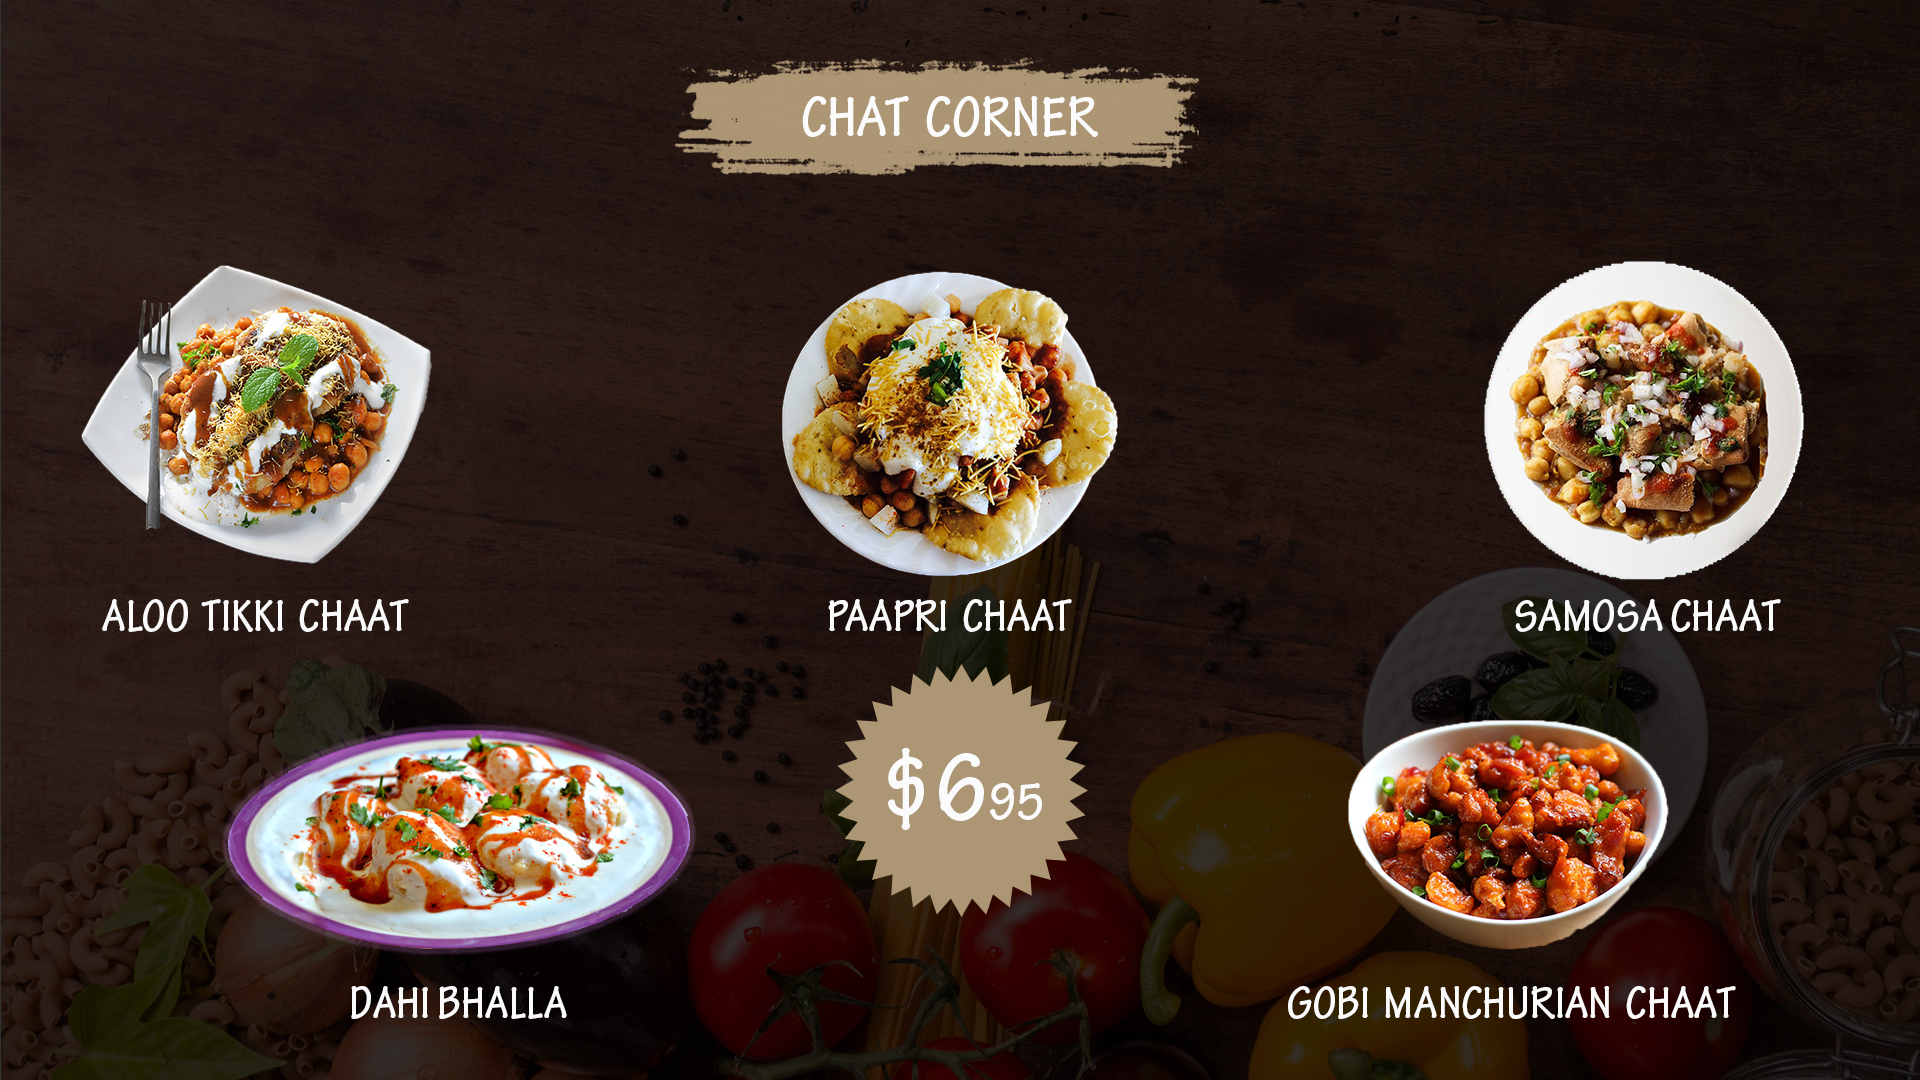 CHAT CORNER
ALOO TIKKI CHAAT
PAAPRI CHAAT
SAMOSA CHAAT
$695
DAHI BHALLA
GOBI MANCHURIAN CHAAT